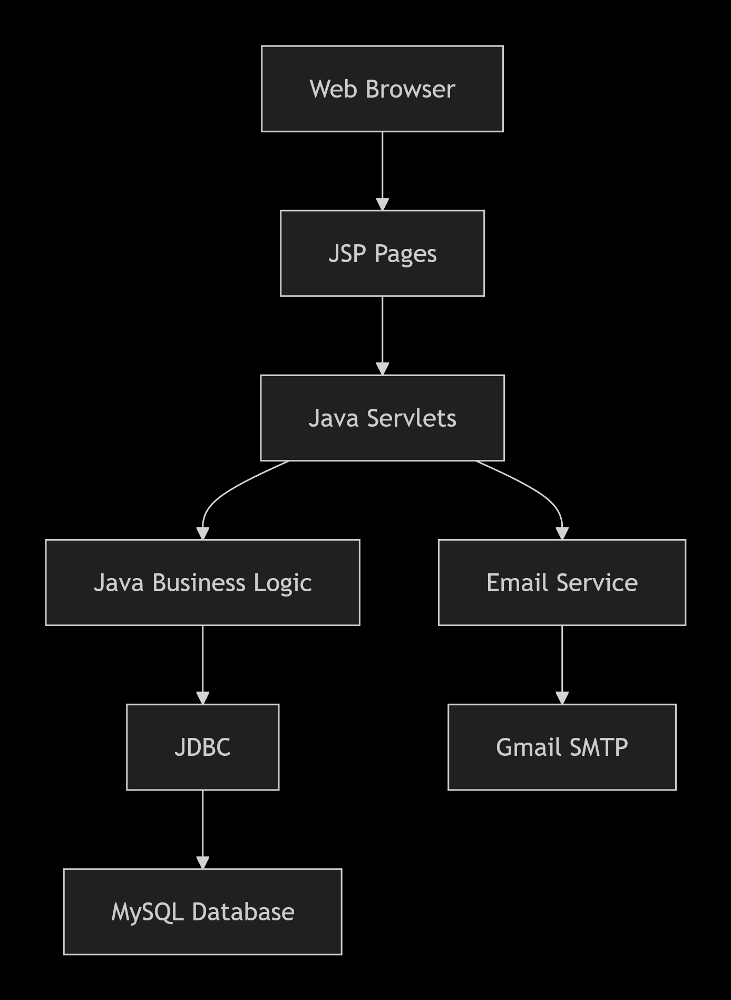 Web Browser
JSP Pages
Java Servlets
Java Business Logic
Email Service
JDBC
Gmail SMTP
MySQL Database